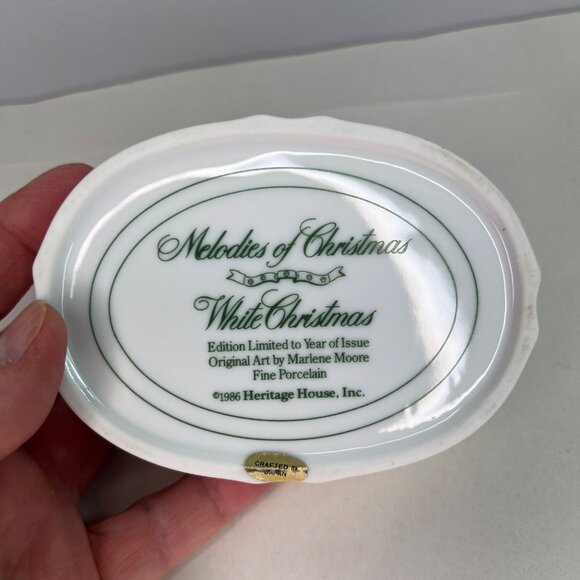 Melodies of Christmas
White Christmas
Edition Limited to Year of Issue
Original Art by Marlene Moore
Fine Porcelain
©1986 Heritage House, Inc.
CRAFTED IN
JAPAN